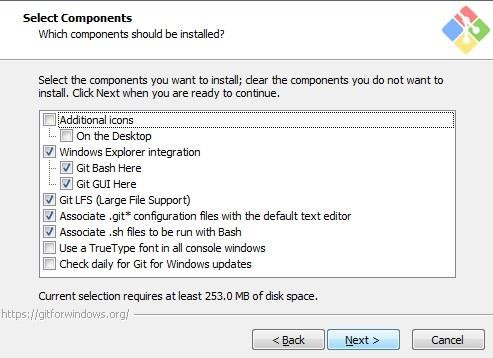 Select Components
Which components should be installed?
Select the components you want to install; clear the components you do not want to
install. Click Next when you are ready to continue.
Additional icons
On the Desktop
Windows Explorer integration
Git Bash Here
Git GUI Here
Git LFS (Large File Support)
Associate .git* configuration files with the default text editor
Associate .sh files to be run with Bash
Use a TrueType font in all console windows
Check daily for Git for Windows updates
Current selection requires at least 253.0 MB of disk space.
https://gitforwindows.org/
< Back Next > Cancel